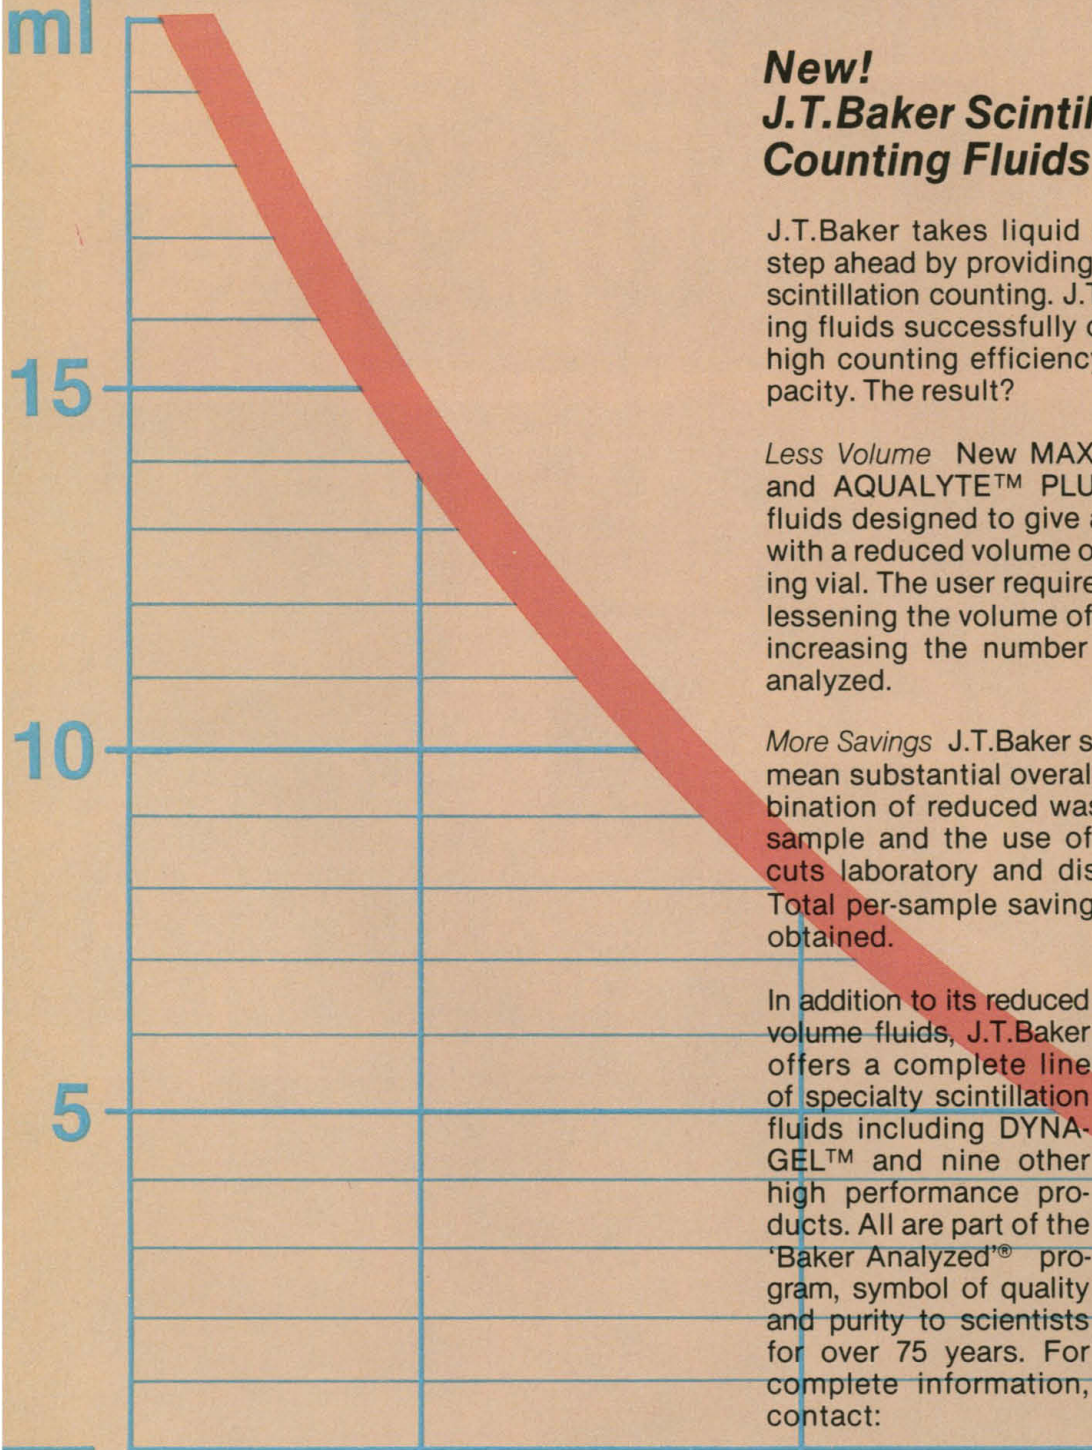 ml
15
10
5
New!
J.T.Baker Scintil
Counting Fluids
J.T.Baker takes liquid
step ahead by providing
scintillation counting. J.T
ing fluids successfully c
high counting efficiency
pacity. The result?
Less Volume New MAX
and AQUALYTE™ PLU
fluids designed to give a
with a reduced volume o
ing vial. The user require
lessening the volume of
increasing the number
analyzed.
More Savings J.T.Baker s
mean substantial overal
bination of reduced was
sample and the use of
cuts laboratory and dis
Total per-sample saving
obtained.
In addition to its reduced
volume fluids, J.T.Baker
offers a complete line
of specialty scintillation
fluids including DYNA-
GEL™ and nine other
high performance pro-
ducts. All are part of the
'Baker Analyzed'® pro-
gram, symbol of quality
and purity to scientists
for over 75 years. For
complete information,
contact: